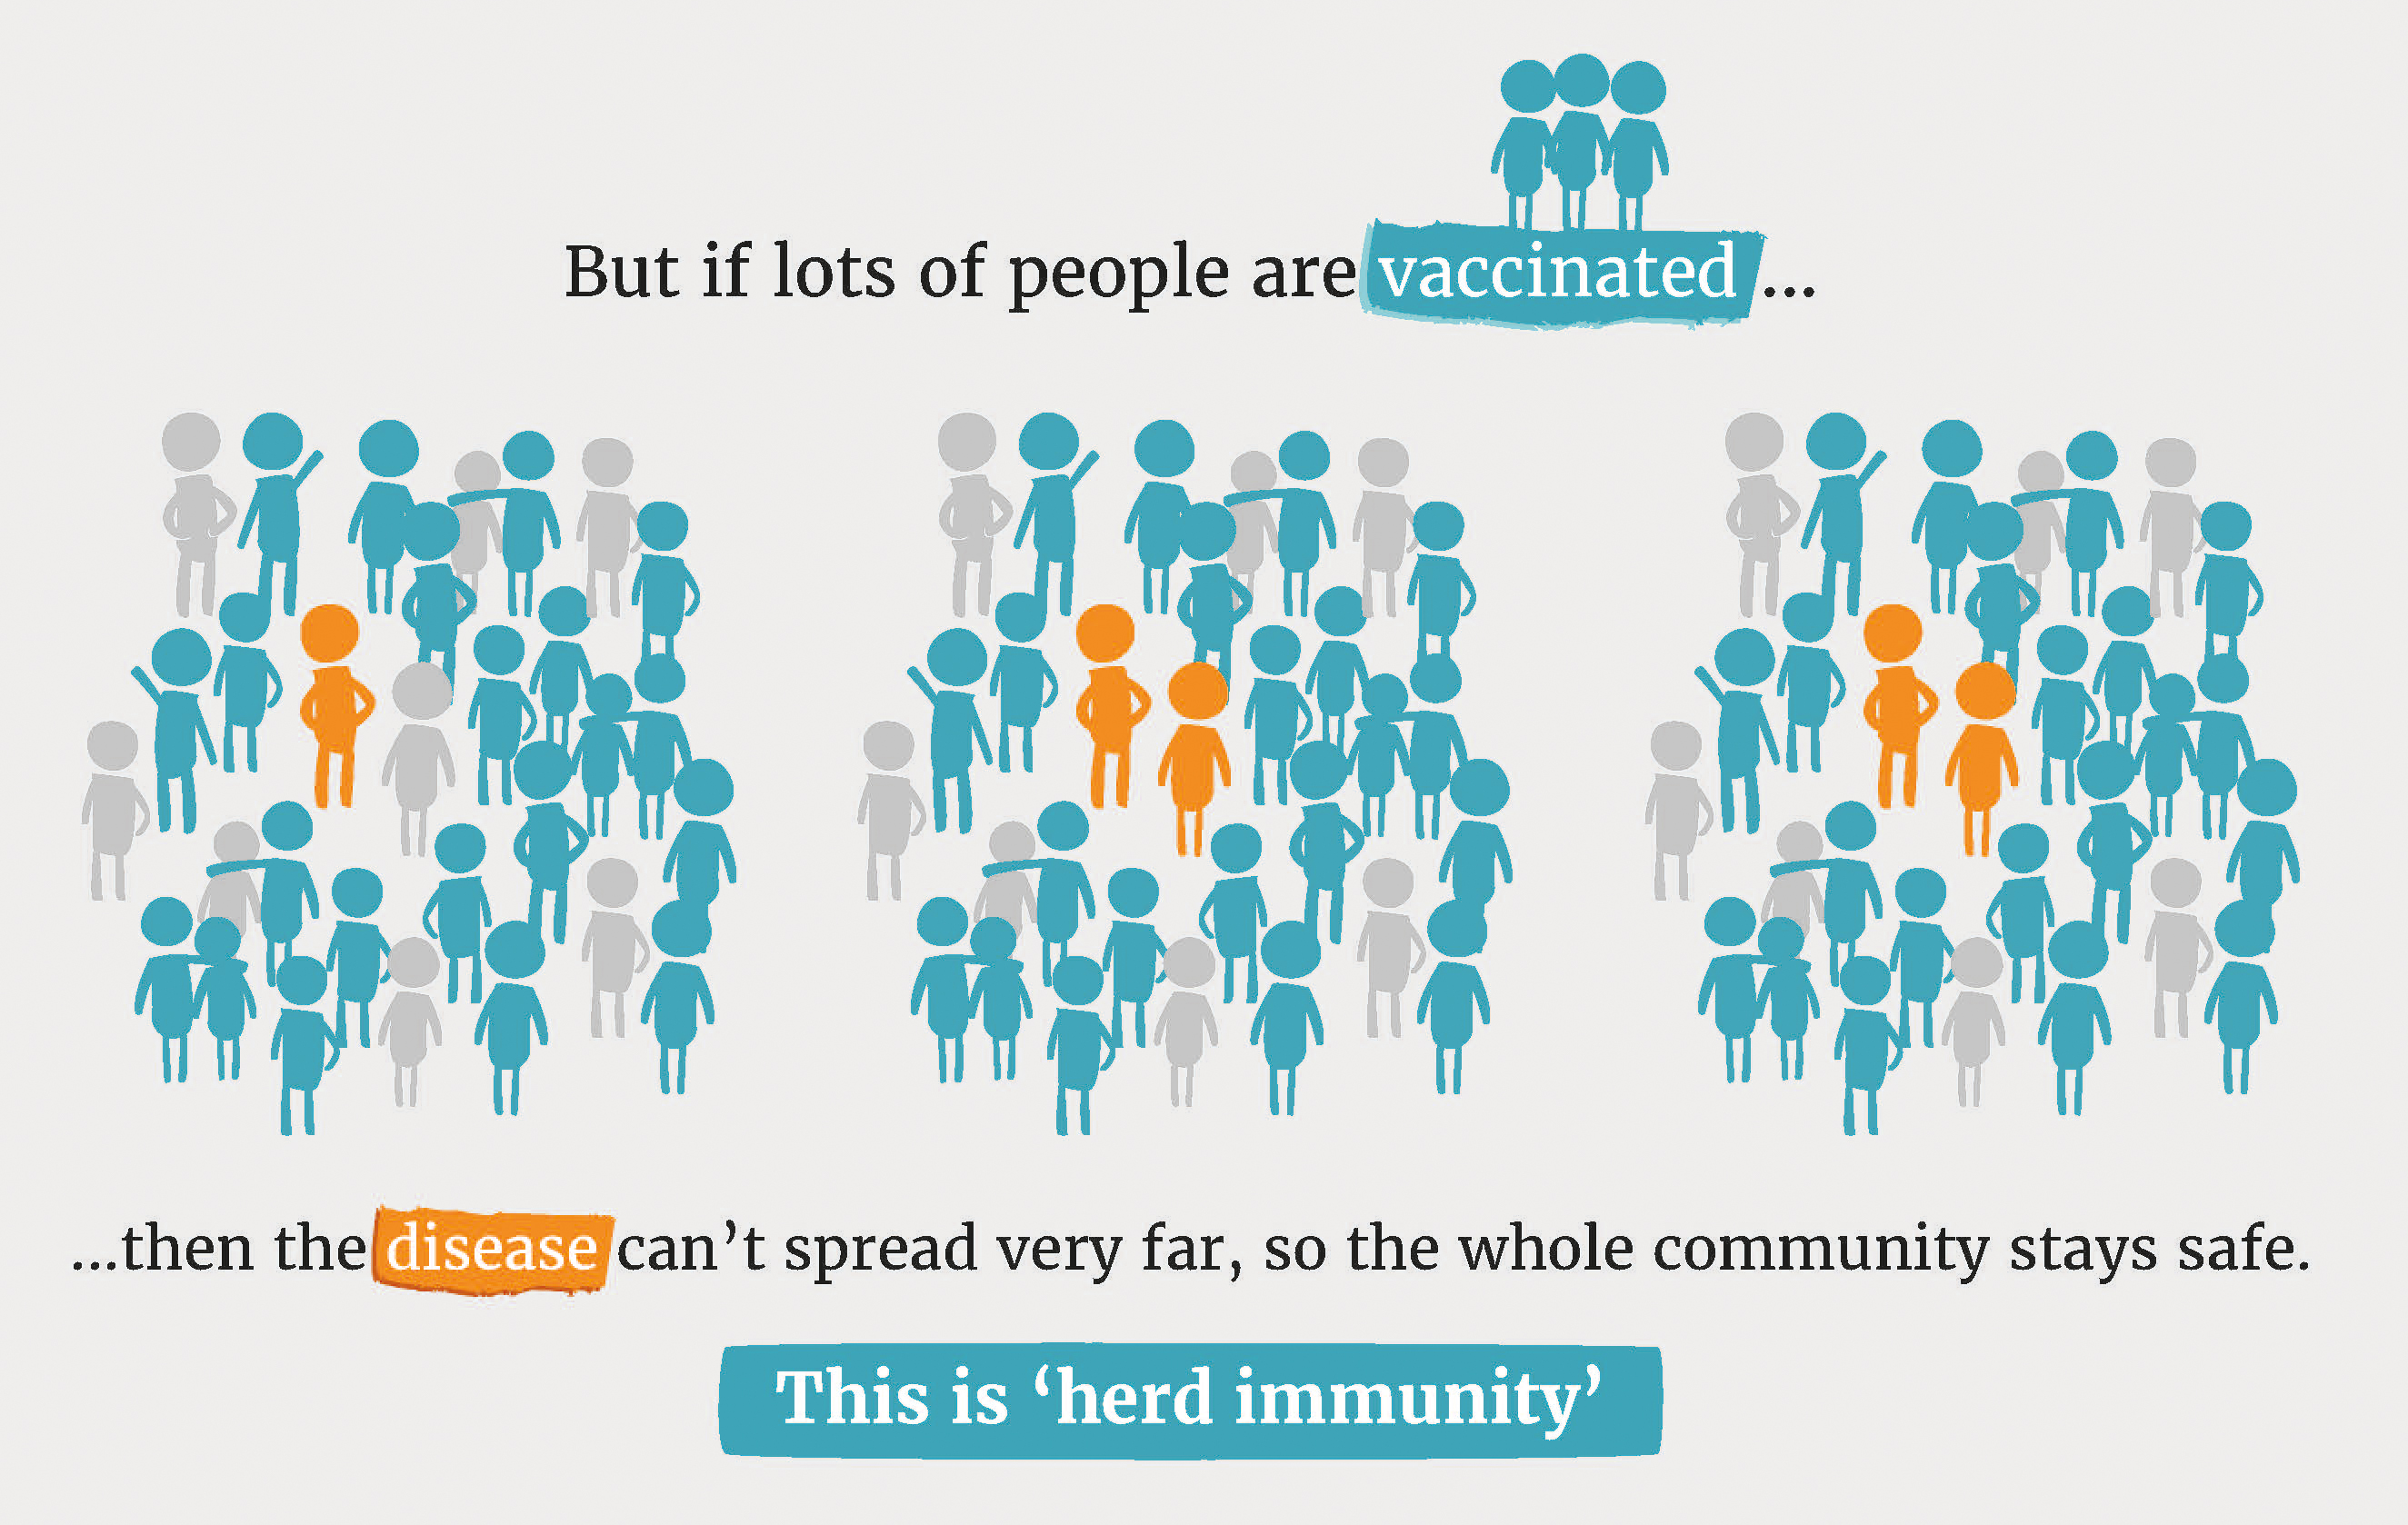 But if lots of people are vaccinated ...
...then the disease can’t spread very far, so the whole community stays safe.
This is ‘herd immunity’